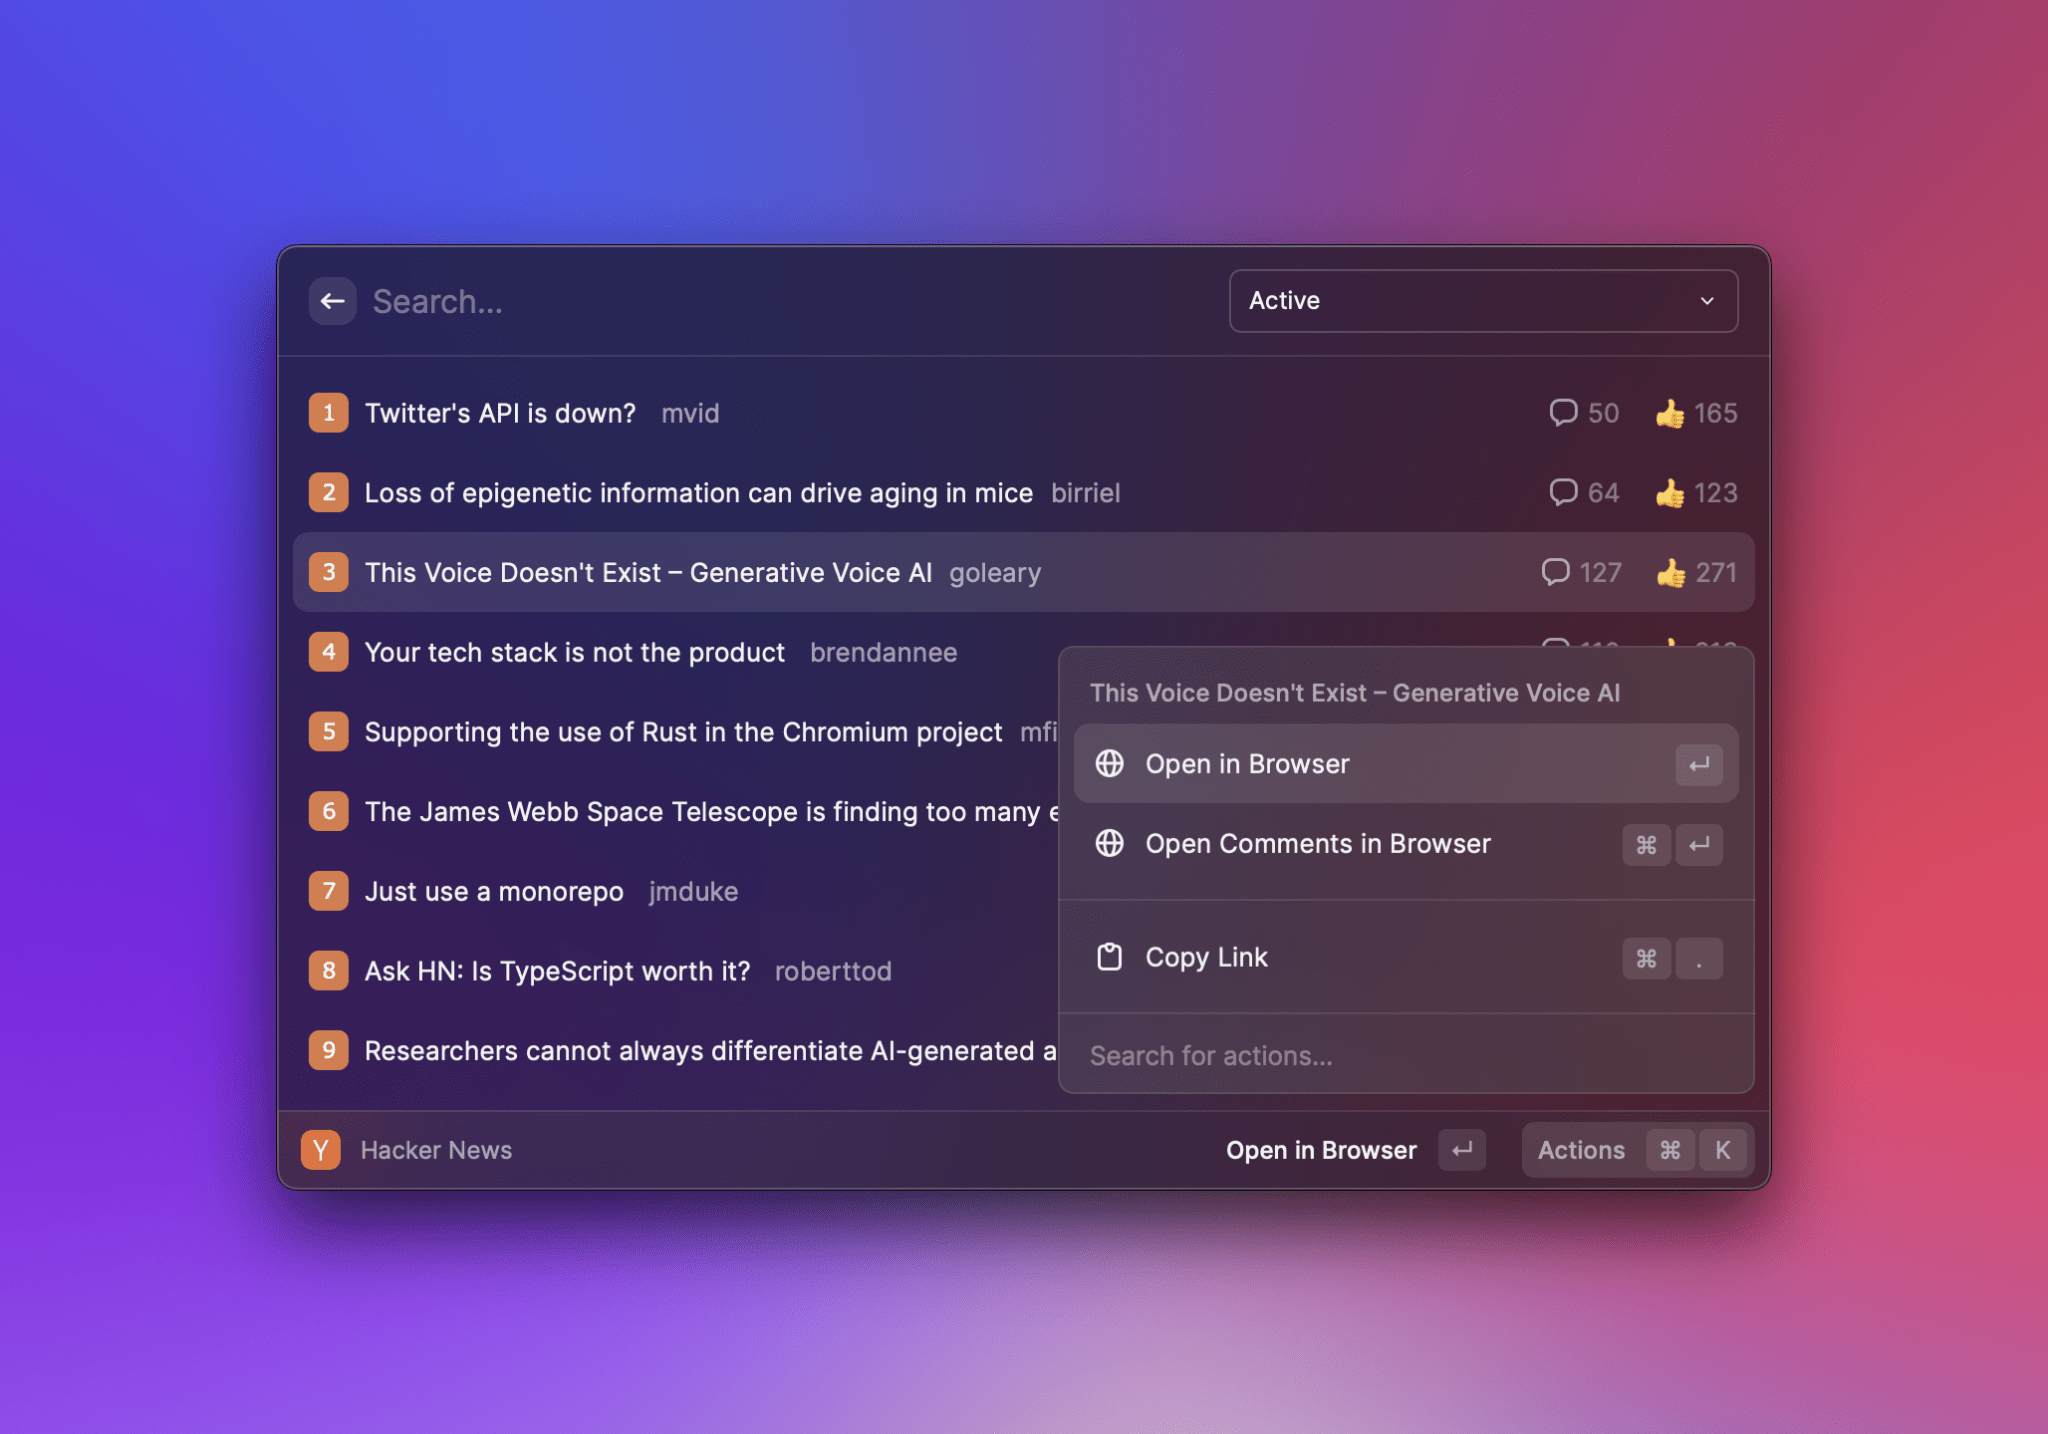 Search...
Active
1 Twitter's API is down? mvid 50 👍 165
2 Loss of epigenetic information can drive aging in mice birriel 64 👍 123
3 This Voice Doesn't Exist – Generative Voice AI goleary 127 👍 271
4 Your tech stack is not the product brendannee
5 Supporting the use of Rust in the Chromium project mfi
6 The James Webb Space Telescope is finding too many e
7 Just use a monorepo jmduke
8 Ask HN: Is TypeScript worth it? roberttod
9 Researchers cannot always differentiate AI-generated a
This Voice Doesn't Exist – Generative Voice AI
Open in Browser ↵
Open Comments in Browser ⌘ ↵
Copy Link ⌘ .
Search for actions...
Y Hacker News
Open in Browser ↵
Actions ⌘ K